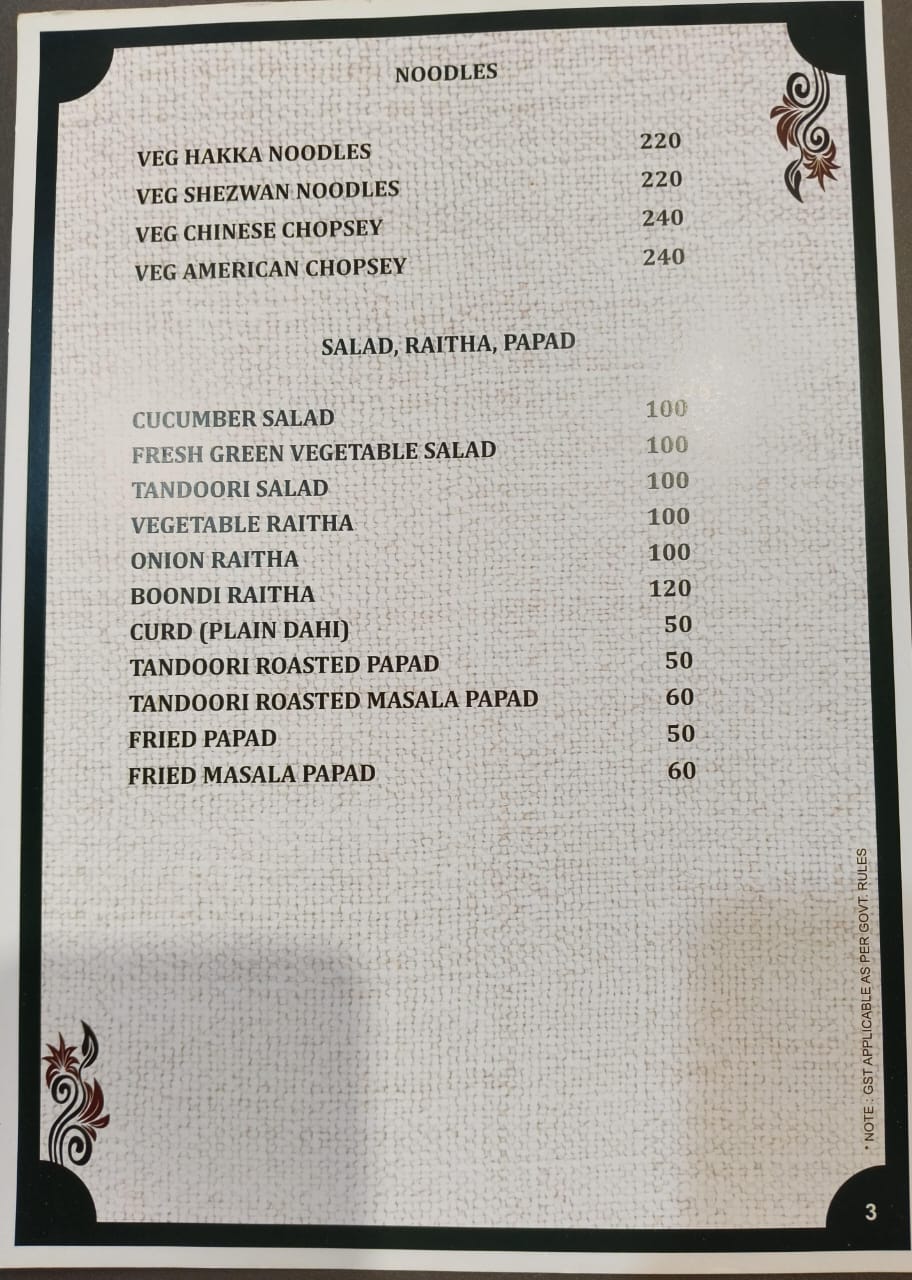 NOODLES
VEG HAKKA NOODLES 220
VEG SHEZWAN NOODLES 220
VEG CHINESE CHOPSEY 240
VEG AMERICAN CHOPSEY 240
SALAD, RAITHA, PAPAD
CUCUMBER SALAD 100
FRESH GREEN VEGETABLE SALAD 100
TANDOORI SALAD 100
VEGETABLE RAITHA 100
ONION RAITHA 100
BOONDI RAITHA 120
CURD (PLAIN DAHI) 50
TANDOORI ROASTED PAPAD 50
TANDOORI ROASTED MASALA PAPAD 60
FRIED PAPAD 50
FRIED MASALA PAPAD 60
* NOTE : GST APPLICABLE AS PER GOVT. RULES
3